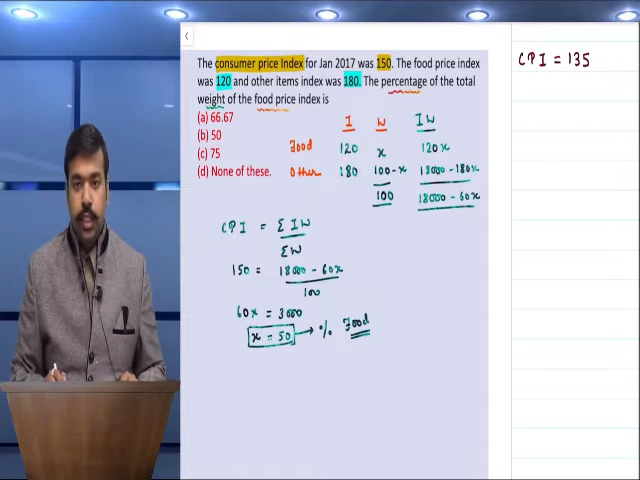 The consumer price Index for Jan 2017 was 150. The food price index
was 120 and other items index was 180. The percentage of the total
weight of the food price index is
(a) 66.67
(b) 50
(c) 75
(d) None of these.
I W IW
Food 120 x 120x
Other 180 100-x 18000-180x
100 18000-60x
CPI = Σ IW
Σ W
150 = 18000 - 60x
100
60x = 3000
x = 50 → % Food
CPI = 135